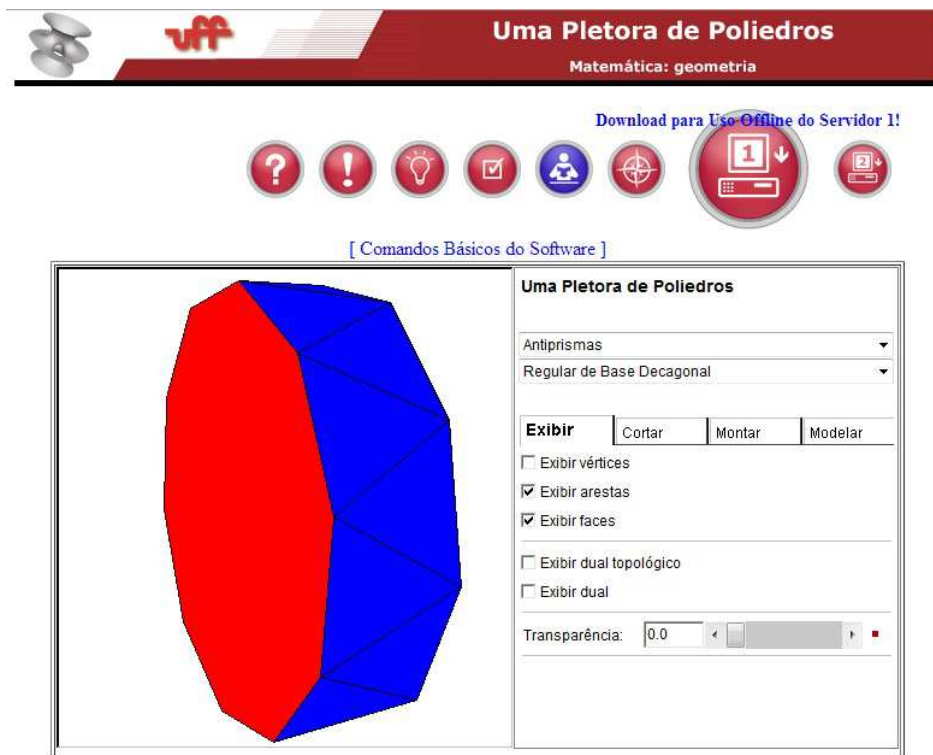 uff
Uma Pletora de Poliedros
Matemática: geometria
Download para Uso Offline do Servidor 1!
?
!
1
2
[ Comandos Básicos do Software ]
Uma Pletora de Poliedros
Antiprismas
Regular de Base Decagonal
Exibir Cortar Montar Modelar
Exibir vértices
Exibir arestas
Exibir faces
Exibir dual topológico
Exibir dual
Transparência: 0.0